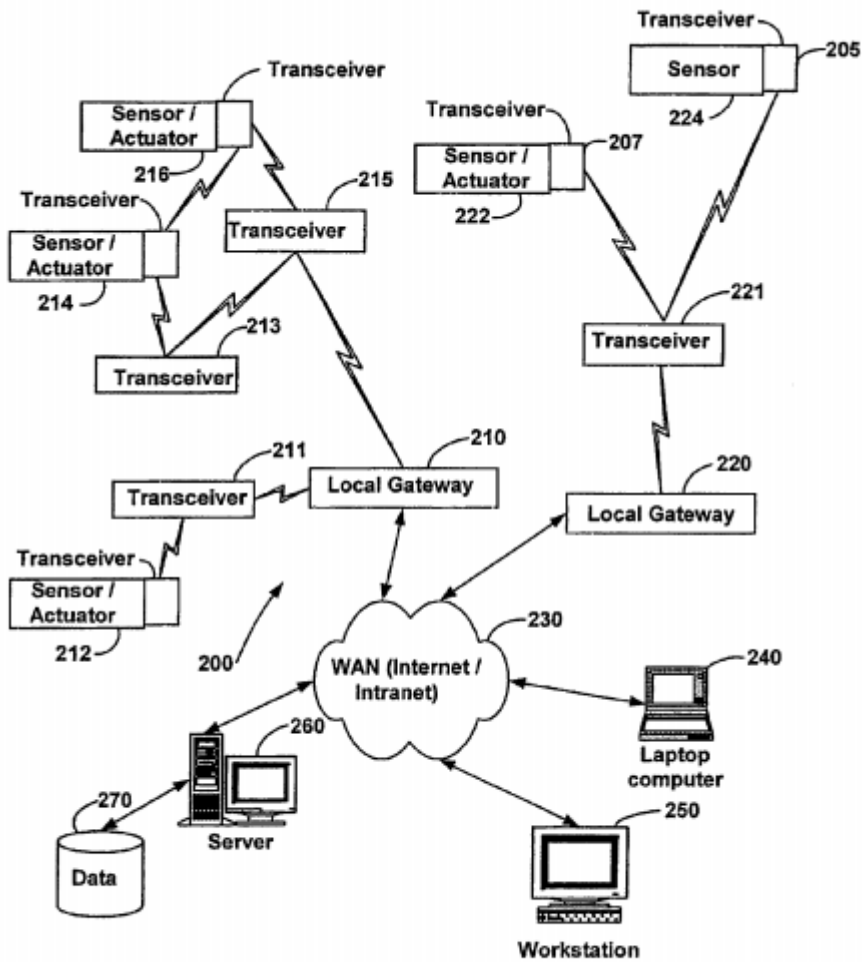 Transceiver
205
Sensor
224
Transceiver
Sensor /
Actuator
216
Transceiver
207
Sensor /
Actuator
222
215
Transceiver
Transceiver
Sensor /
Actuator
214
213
Transceiver
221
Transceiver
210
Local Gateway
211
Transceiver
220
Local Gateway
Transceiver
Sensor /
Actuator
212
200
230
WAN (Internet /
Intranet)
240
Laptop
computer
260
Server
270
Data
250
Workstation